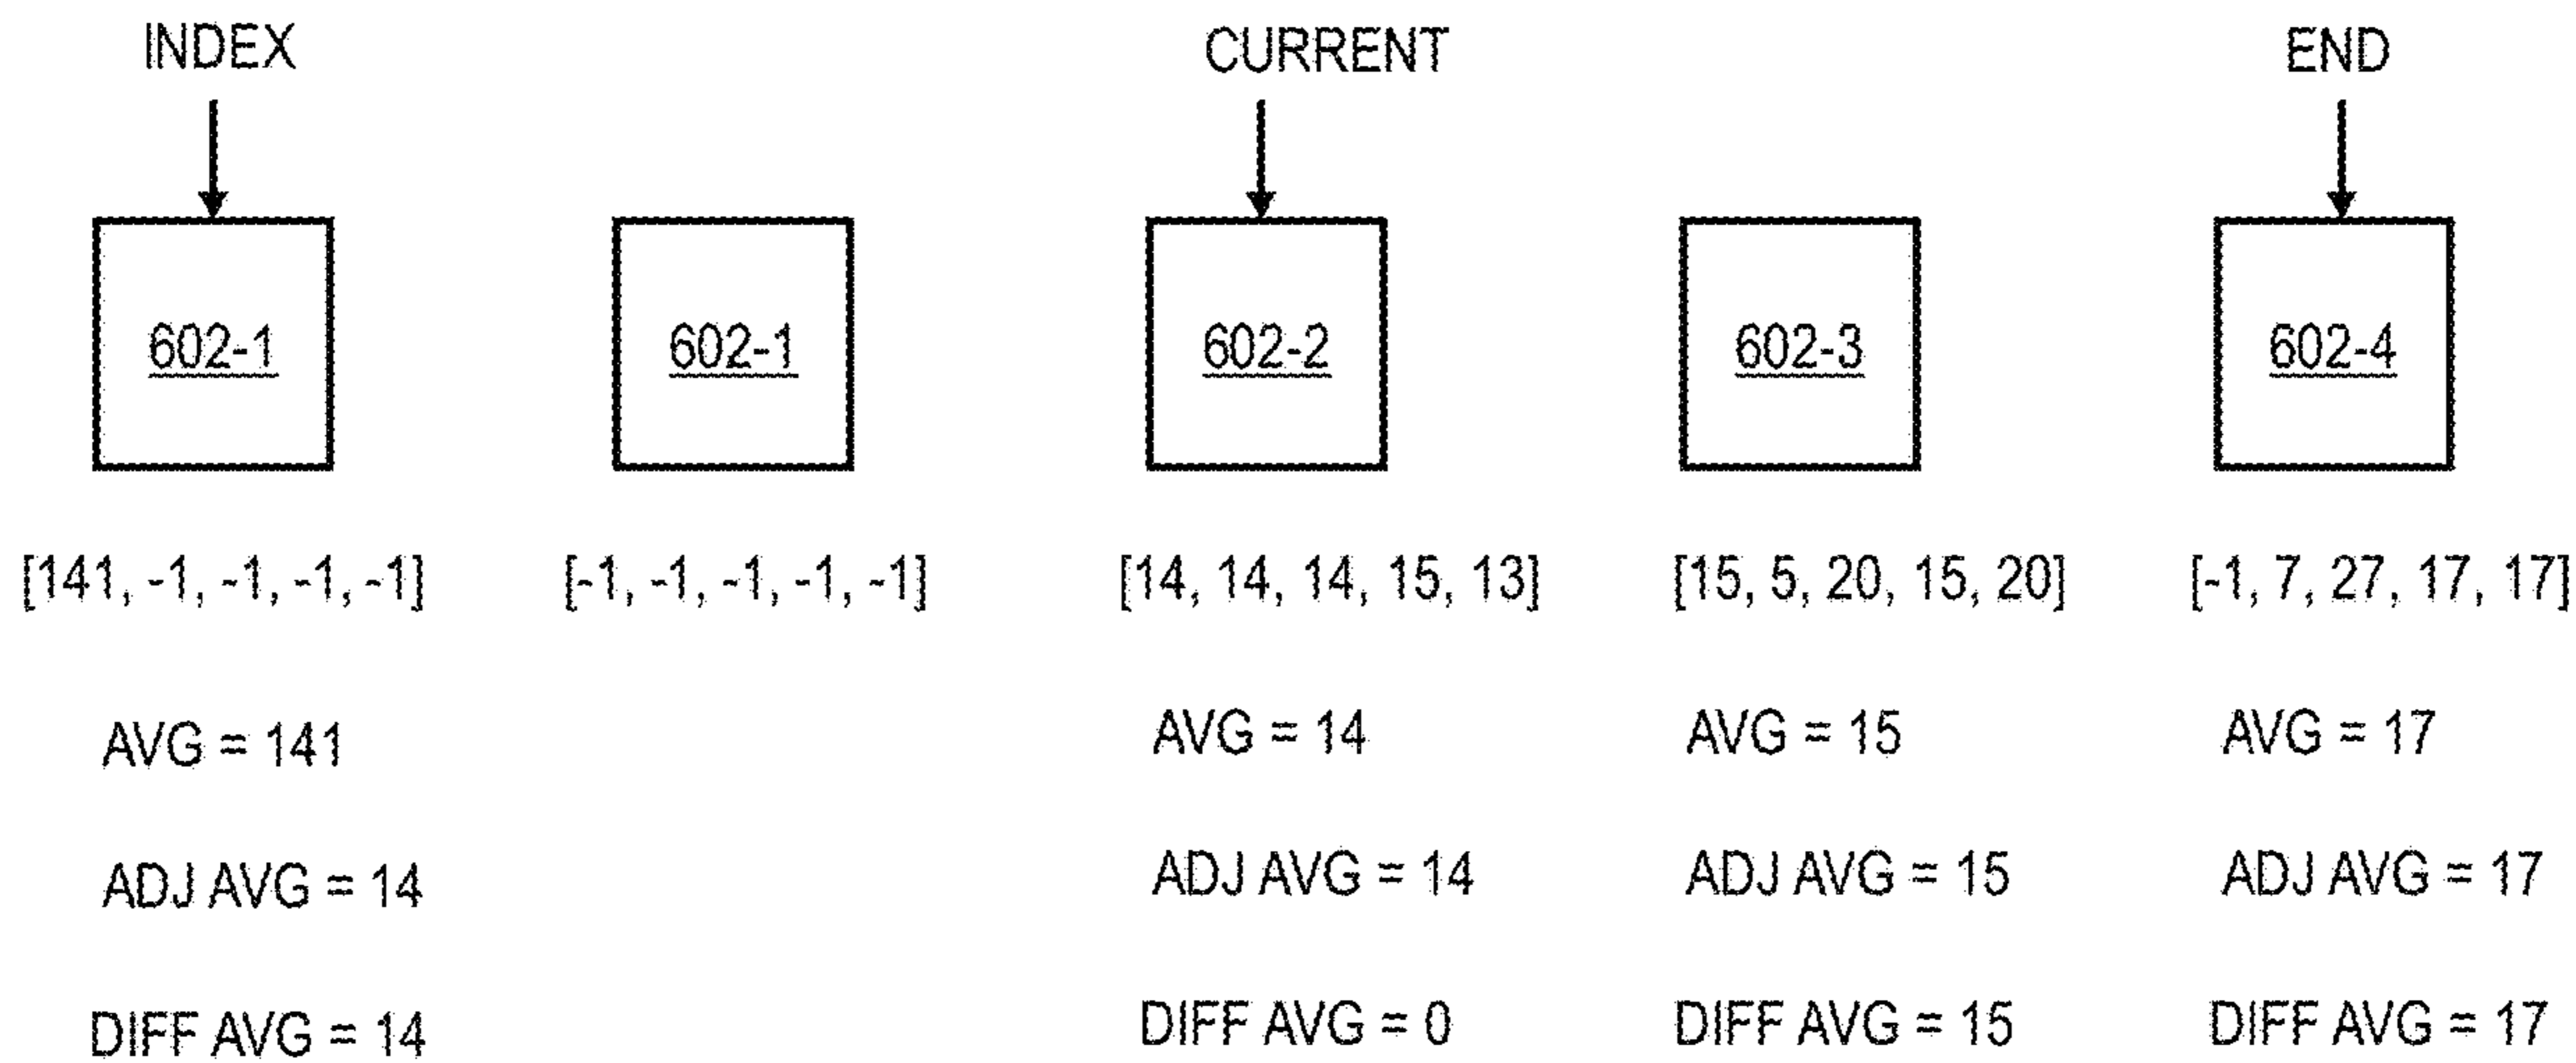 INDEX CURRENT END
602-1 602-1 602-2 602-3 602-4
[141, -1, -1, -1, -1] [-1, -1, -1, -1, -1] [14, 14, 14, 15, 13] [15, 5, 20, 15, 20] [-1, 7, 27, 17, 17]
AVG = 141 AVG = 14 AVG = 15 AVG = 17
ADJ AVG = 14 ADJ AVG = 14 ADJ AVG = 15 ADJ AVG = 17
DIFF AVG = 14 DIFF AVG = 0 DIFF AVG = 15 DIFF AVG = 17